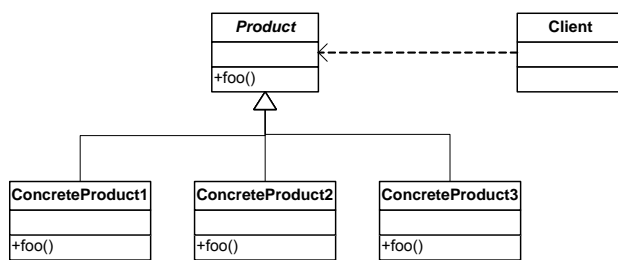 Product
Client
+foo()
ConcreteProduct1
ConcreteProduct2
ConcreteProduct3
+foo()
+foo()
+foo()